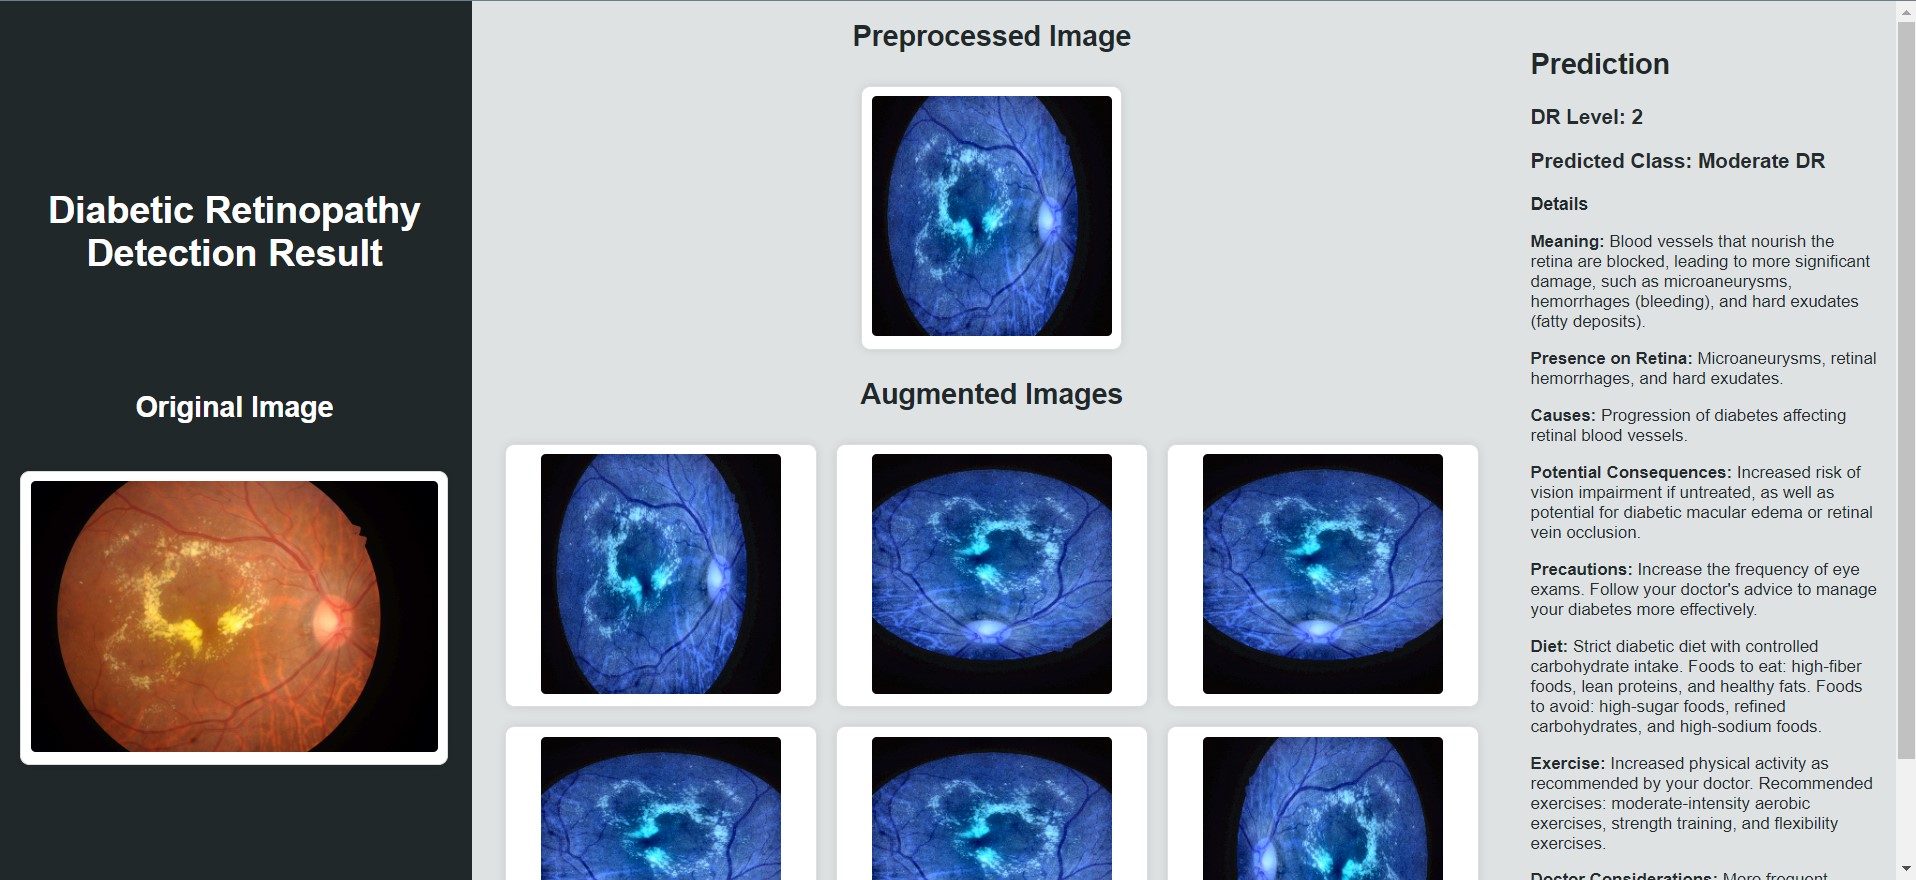 Diabetic Retinopathy
Detection Result
Original Image
Preprocessed Image
Augmented Images
Prediction
DR Level: 2
Predicted Class: Moderate DR
Details
Meaning: Blood vessels that nourish the
retina are blocked, leading to more significant
damage, such as microaneurysms,
hemorrhages (bleeding), and hard exudates
(fatty deposits).
Presence on Retina: Microaneurysms, retinal
hemorrhages, and hard exudates.
Causes: Progression of diabetes affecting
retinal blood vessels.
Potential Consequences: Increased risk of
vision impairment if untreated, as well as
potential for diabetic macular edema or retinal
vein occlusion.
Precautions: Increase the frequency of eye
exams. Follow your doctor's advice to manage
your diabetes more effectively.
Diet: Strict diabetic diet with controlled
carbohydrate intake. Foods to eat: high-fiber
foods, lean proteins, and healthy fats. Foods
to avoid: high-sugar foods, refined
carbohydrates, and high-sodium foods.
Exercise: Increased physical activity as
recommended by your doctor. Recommended
exercises: moderate-intensity aerobic
exercises, strength training, and flexibility
exercises.
Doctor Considerations: More frequent